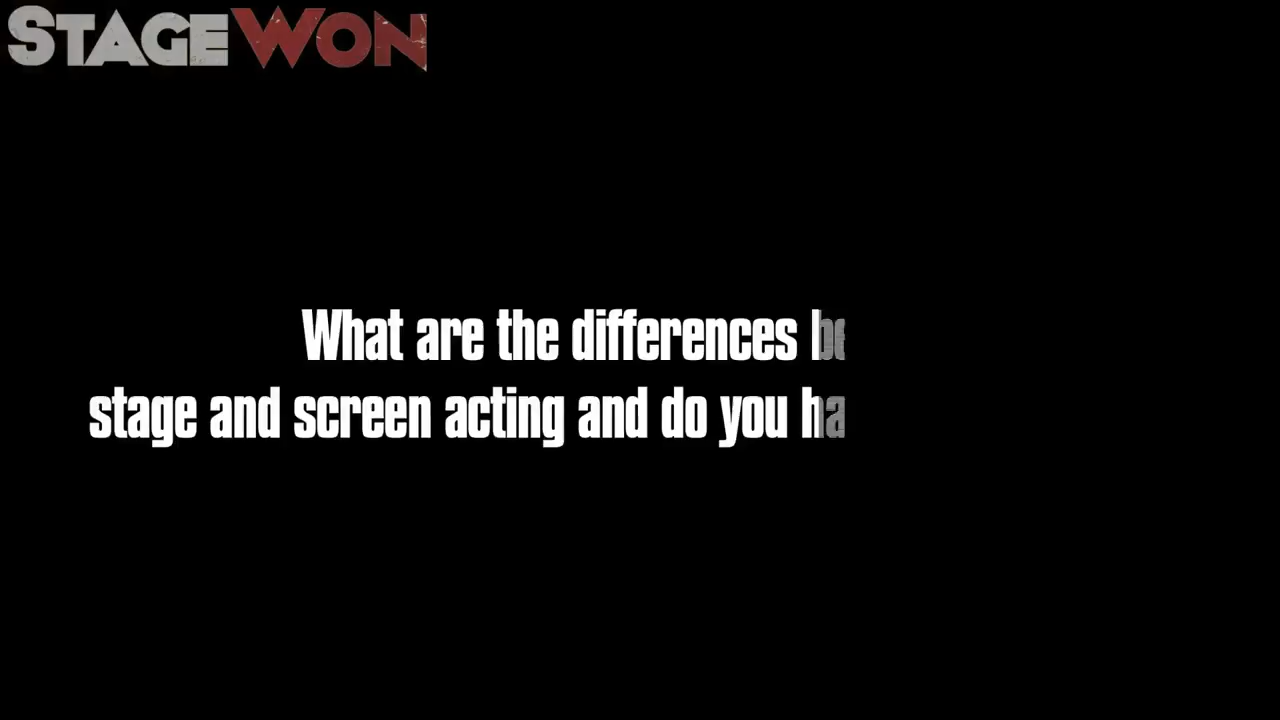 STAGEWON
What are the differences
stage and screen acting and do you